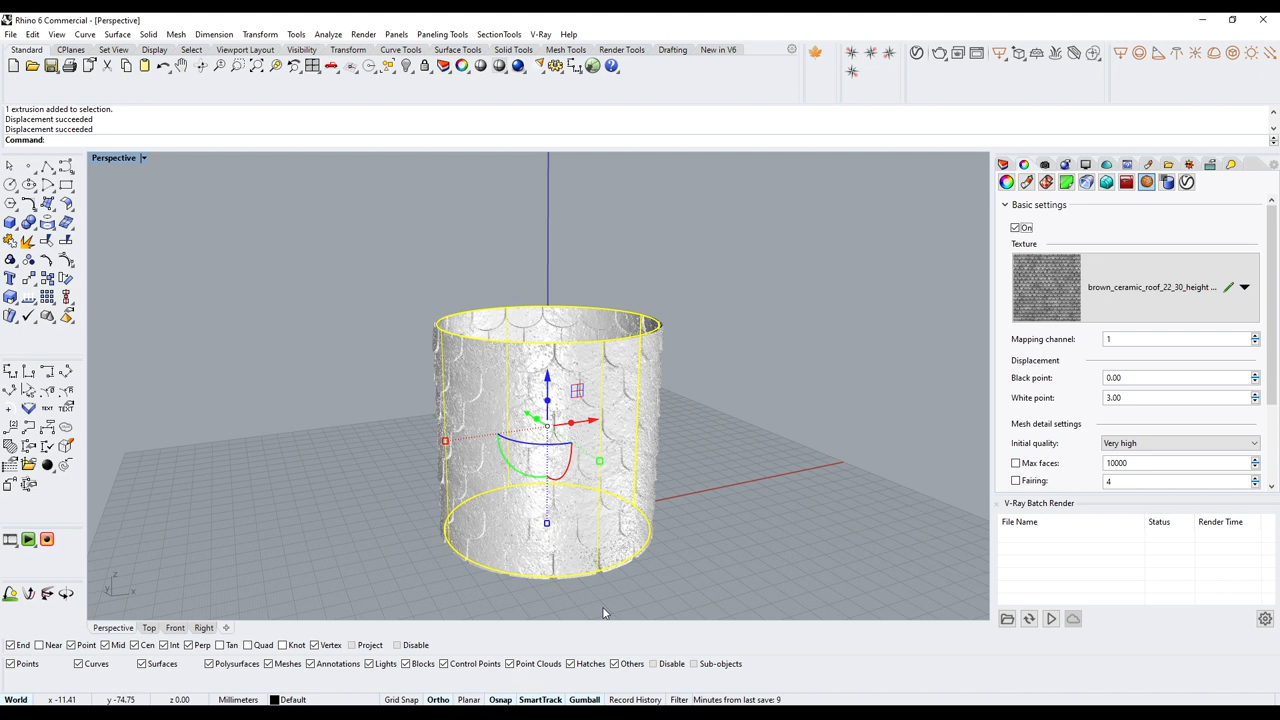 Rhino 6 Commercial - [Perspective]
File Edit View Curve Surface Solid Mesh Dimension Transform Tools Analyze Render Panels Paneling Tools SectionTools V-Ray Help
Standard CPlanes Set View Display Select Viewport Layout Visibility Transform Curve Tools Surface Tools Solid Tools Mesh Tools Render Tools Drafting New in V6
1 extrusion added to selection.
Displacement succeeded
Displacement succeeded
Command:
Perspective
Basic settings
On
Texture
brown_ceramic_roof_22_30_height ...
Mapping channel: 1
Displacement
Black point: 0.00
White point: 3.00
Mesh detail settings
Initial quality: Very high
Max faces: 10000
Fairing: 4
V-Ray Batch Render
File Name Status Render Time
TEXT TEXT
z
y x
Perspective Top Front Right
End Near Point Mid Cen Int Perp Tan Quad Knot Vertex Project Disable
Points Curves Surfaces Polysurfaces Meshes Annotations Lights Blocks Control Points Point Clouds Hatches Others Disable Sub-objects
World x -11.41 y -74.75 z 0.00 Millimeters Default Grid Snap Ortho Planar Osnap SmartTrack Gumball Record History Filter Minutes from last save: 9